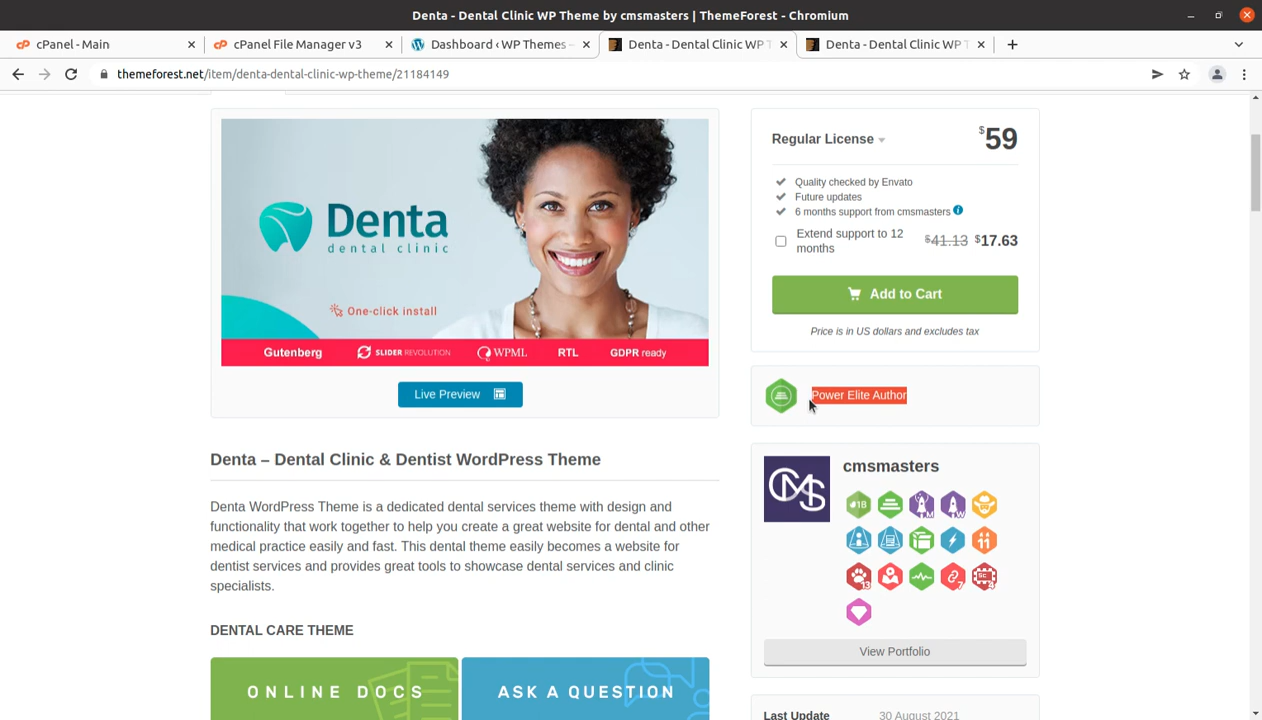 Denta - Dental Clinic WP Theme by cmsmasters | ThemeForest - Chromium
cPanel - Main
cPanel File Manager v3
Dashboard ‹ WP Themes –
Denta - Dental Clinic WP T
Denta - Dental Clinic WP T
themeforest.net/item/denta-dental-clinic-wp-theme/21184149
Denta
dental clinic
One-click install
Gutenberg
SLIDER REVOLUTION
WPML
RTL
GDPR ready
Live Preview
Denta – Dental Clinic & Dentist WordPress Theme
Denta WordPress Theme is a dedicated dental services theme with design and
functionality that work together to help you create a great website for dental and other
medical practice easily and fast. This dental theme easily becomes a website for
dentist services and provides great tools to showcase dental services and clinic
specialists.
DENTAL CARE THEME
ONLINE DOCS
ASK A QUESTION
Regular License
$59
Quality checked by Envato
Future updates
6 months support from cmsmasters
Extend support to 12
months
$41.13 $17.63
Add to Cart
Price is in US dollars and excludes tax
Power Elite Author
CMS
cmsmasters
View Portfolio
Last Update
30 August 2021